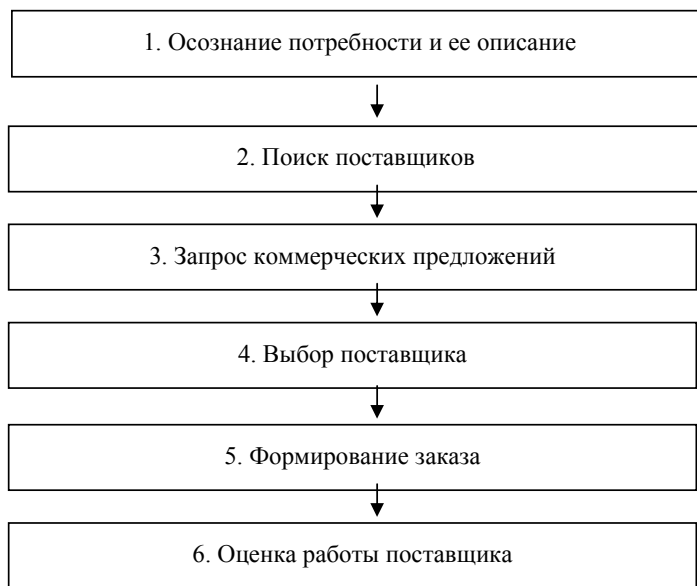 1. Осознание потребности и ее описание
2. Поиск поставщиков
3. Запрос коммерческих предложений
4. Выбор поставщика
5. Формирование заказа
6. Оценка работы поставщика